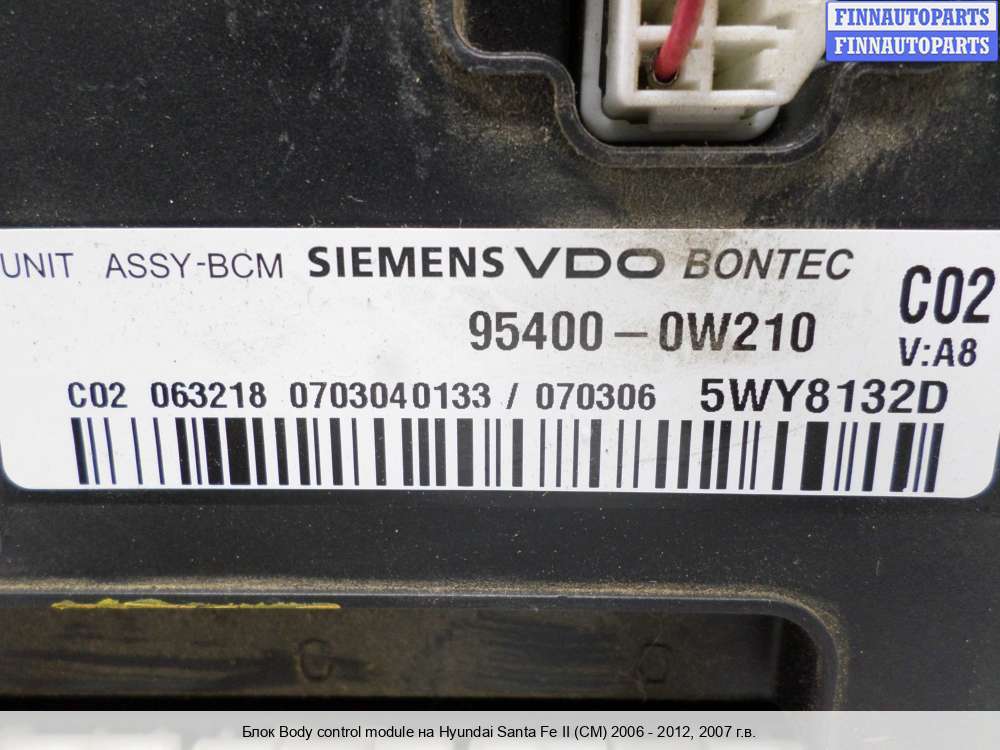 FINNAUTOPARTS
FINNAUTOPARTS
UNIT ASSY-BCM SIEMENS VDO BONTEC
C02
95400-0W210
V:A8
C02 063218 0703040133 / 070306 5WY8132D
Блок Body control module на Hyundai Santa Fe II (CM) 2006 - 2012, 2007 г.в.